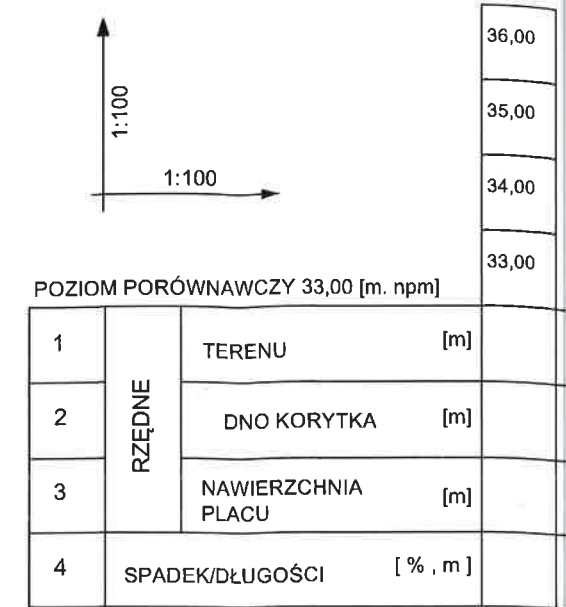 36,00
35,00
34,00
33,00
1:100
1:100
POZIOM PORÓWNAWCZY 33,00 [m. npm]
1 TERENU [m]
RZĘDNE
2 DNO KORYTKA [m]
3 NAWIERZCHNIA [m]
PLACU
4 SPADEK/DŁUGOŚCI [ % , m ]